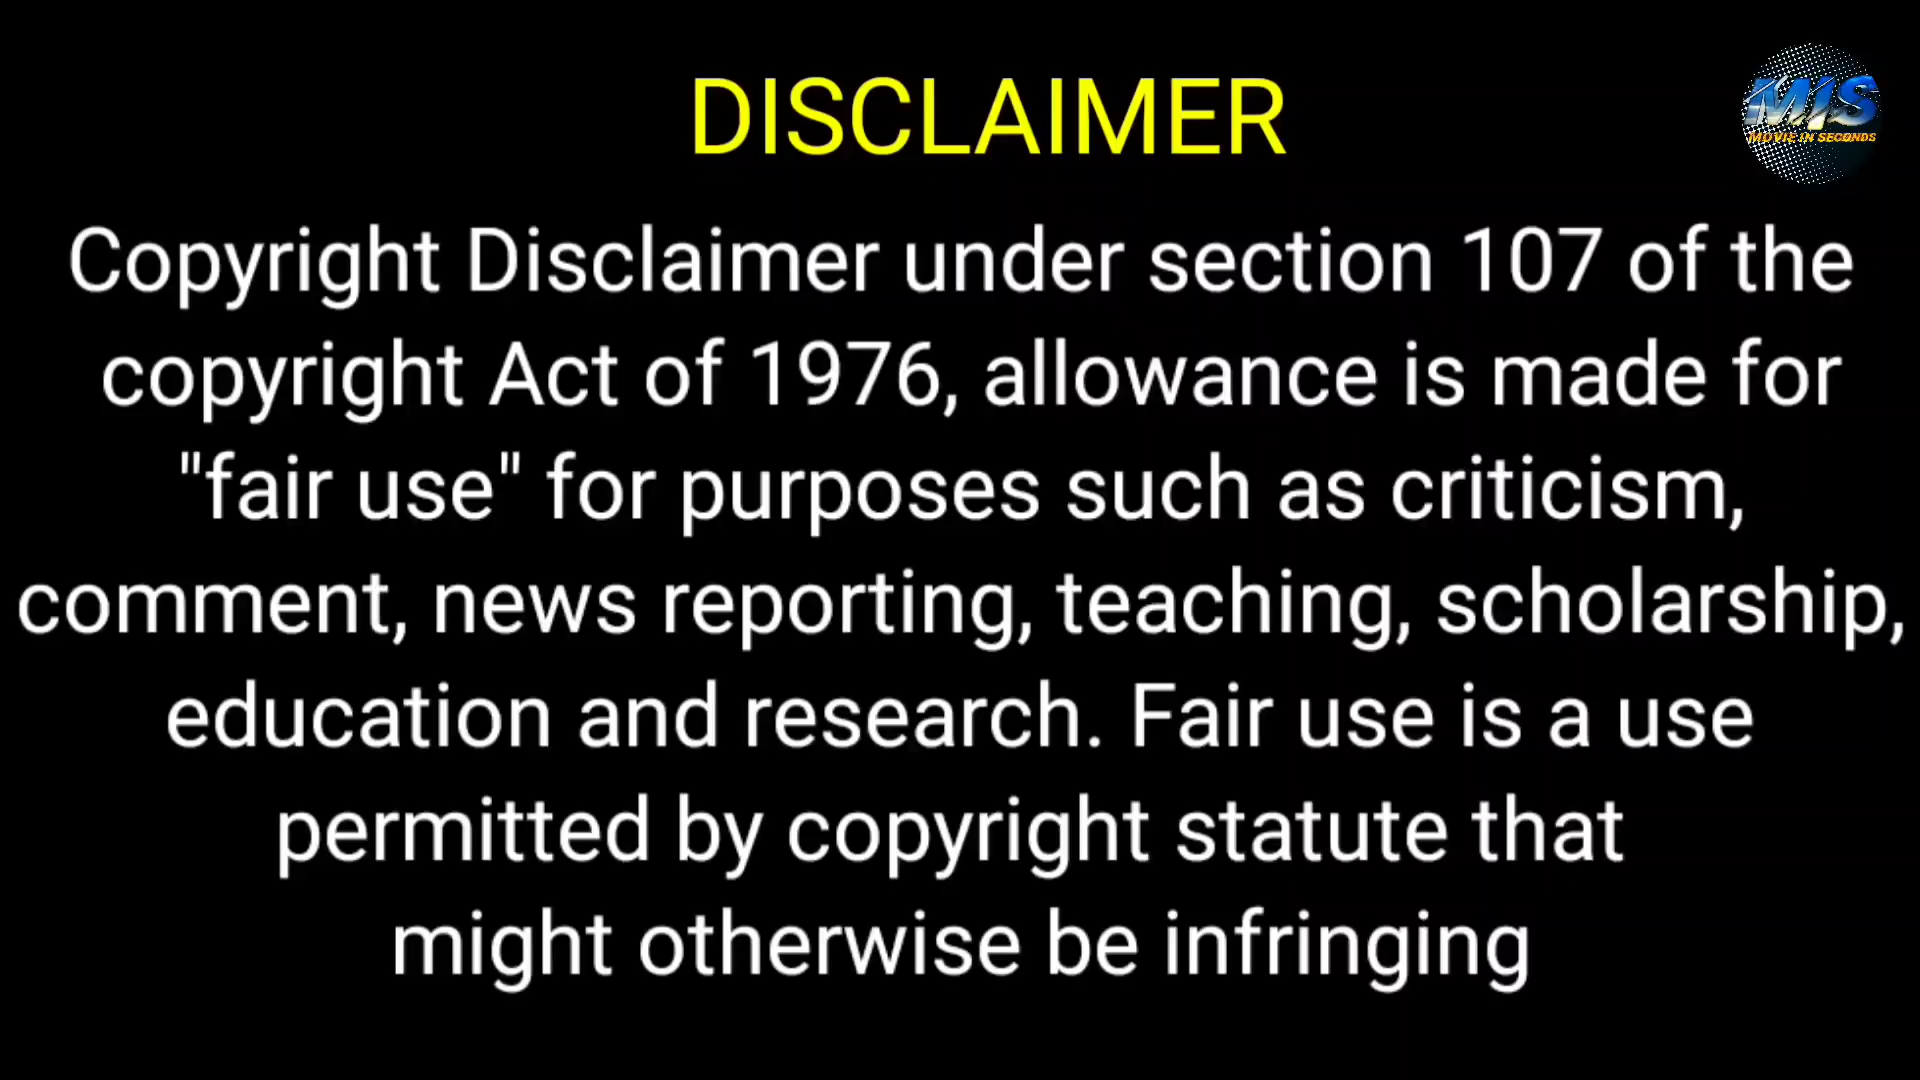 DISCLAIMER
MIS
MOVIE IN SECONDS
Copyright Disclaimer under section 107 of the
copyright Act of 1976, allowance is made for
"fair use" for purposes such as criticism,
comment, news reporting, teaching, scholarship,
education and research. Fair use is a use
permitted by copyright statute that
might otherwise be infringing